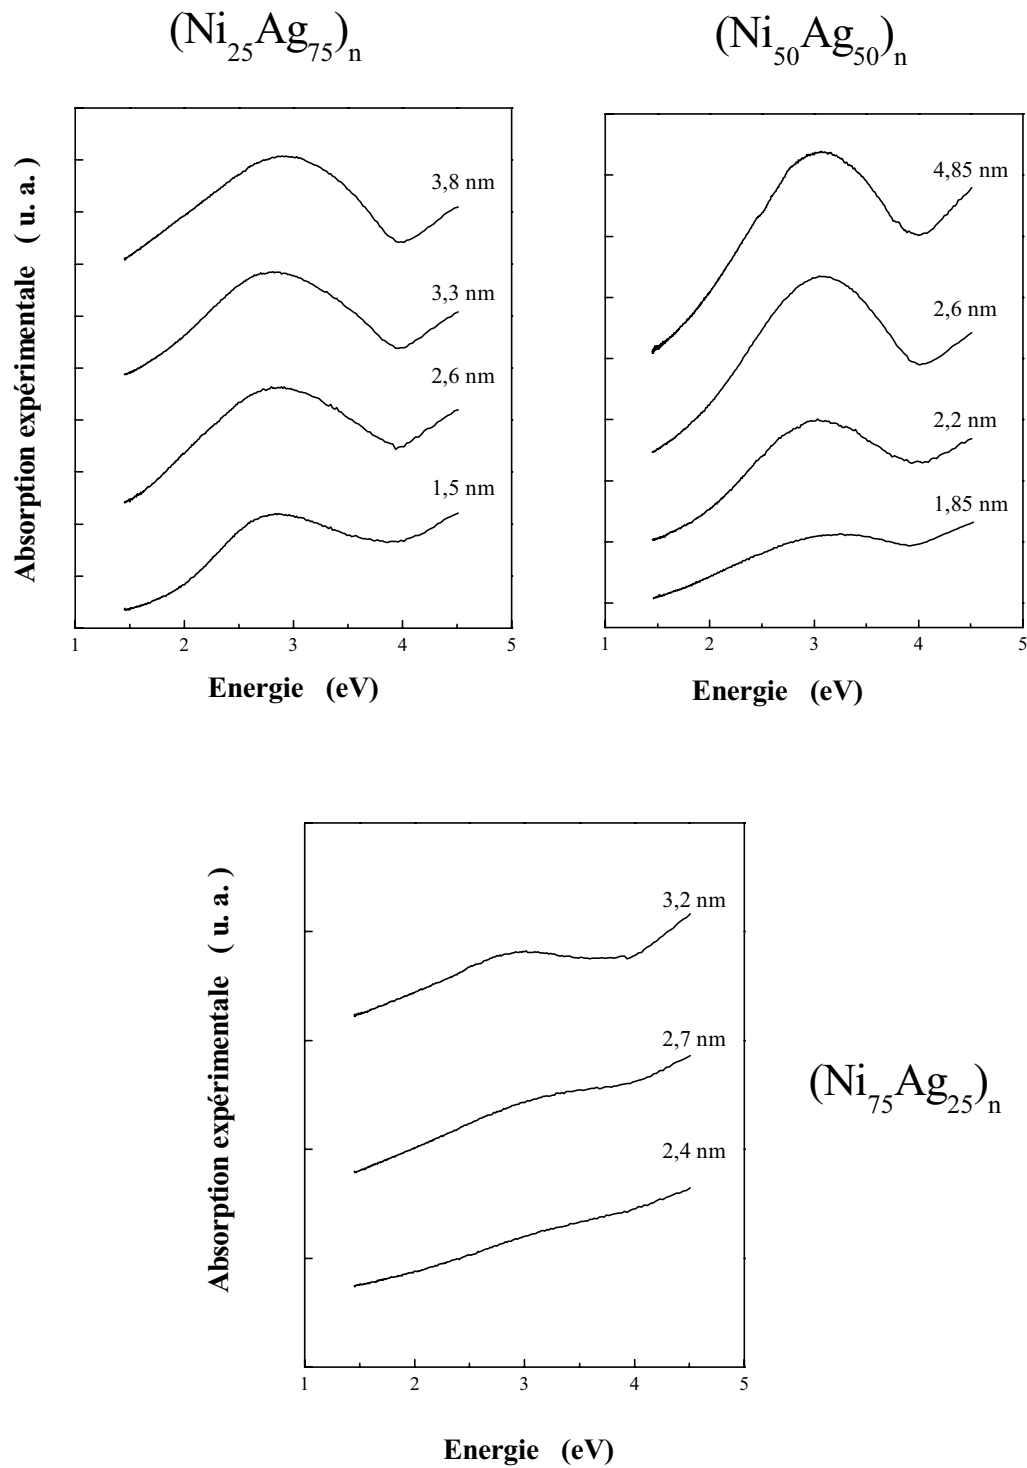 (Ni25Ag75)n
(Ni50Ag50)n
Absorption expérimentale ( u. a. )
3,8 nm
3,3 nm
2,6 nm
1,5 nm
1 2 3 4 5
Energie (eV)
4,85 nm
2,6 nm
2,2 nm
1,85 nm
1 2 3 4 5
Energie (eV)
Absorption expérimentale ( u. a. )
3,2 nm
2,7 nm
2,4 nm
(Ni75Ag25)n
1 2 3 4 5
Energie (eV)